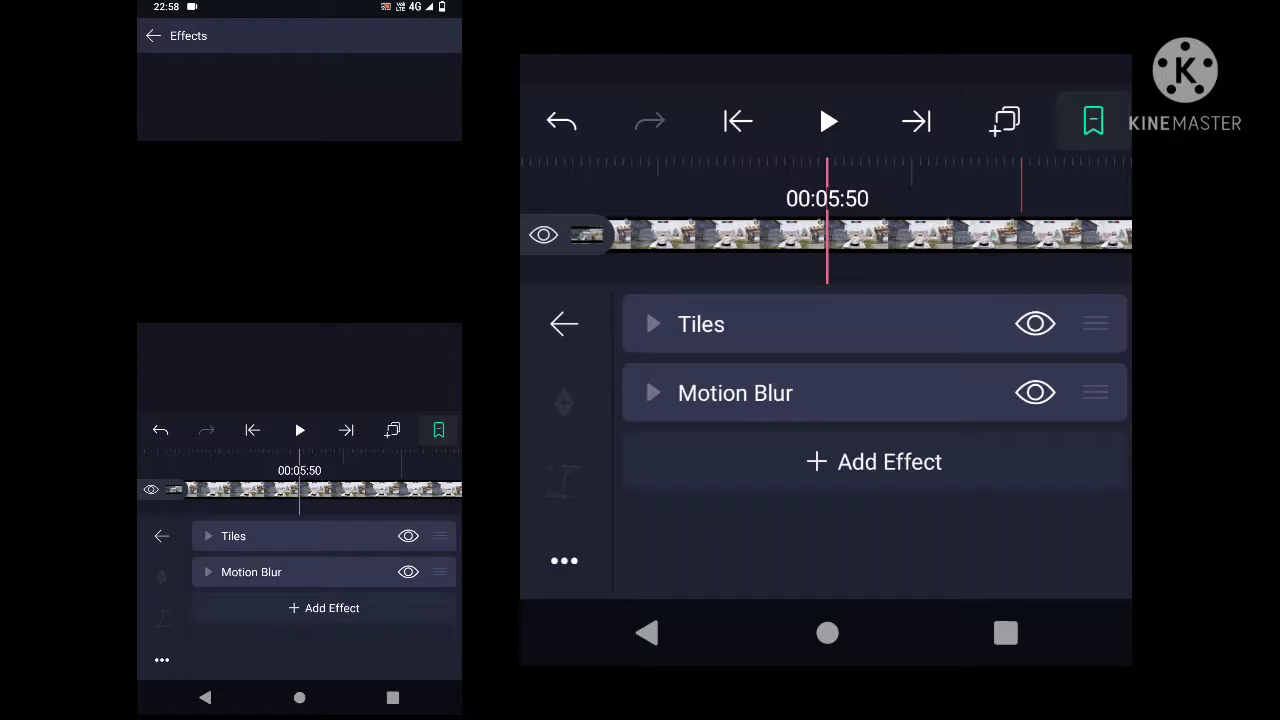 22:58
4G
Effects
00:05:50
Tiles
Motion Blur
+ Add Effect
K
KINEMASTER
00:05:50
Tiles
Motion Blur
+ Add Effect